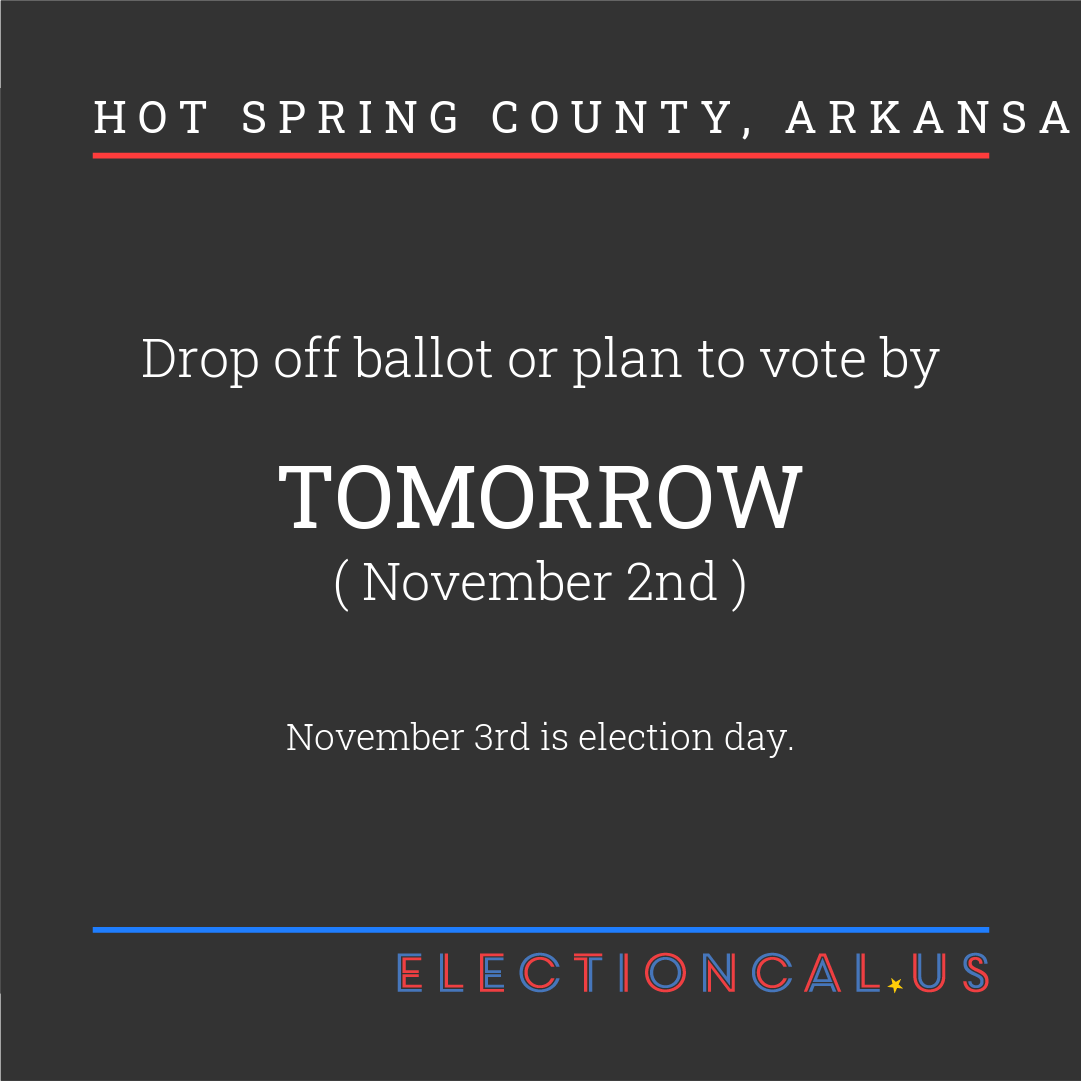 HOT SPRING COUNTY, ARKANSA
Drop off ballot or plan to vote by
TOMORROW
( November 2nd )
November 3rd is election day.
ELECTIONCAL.US